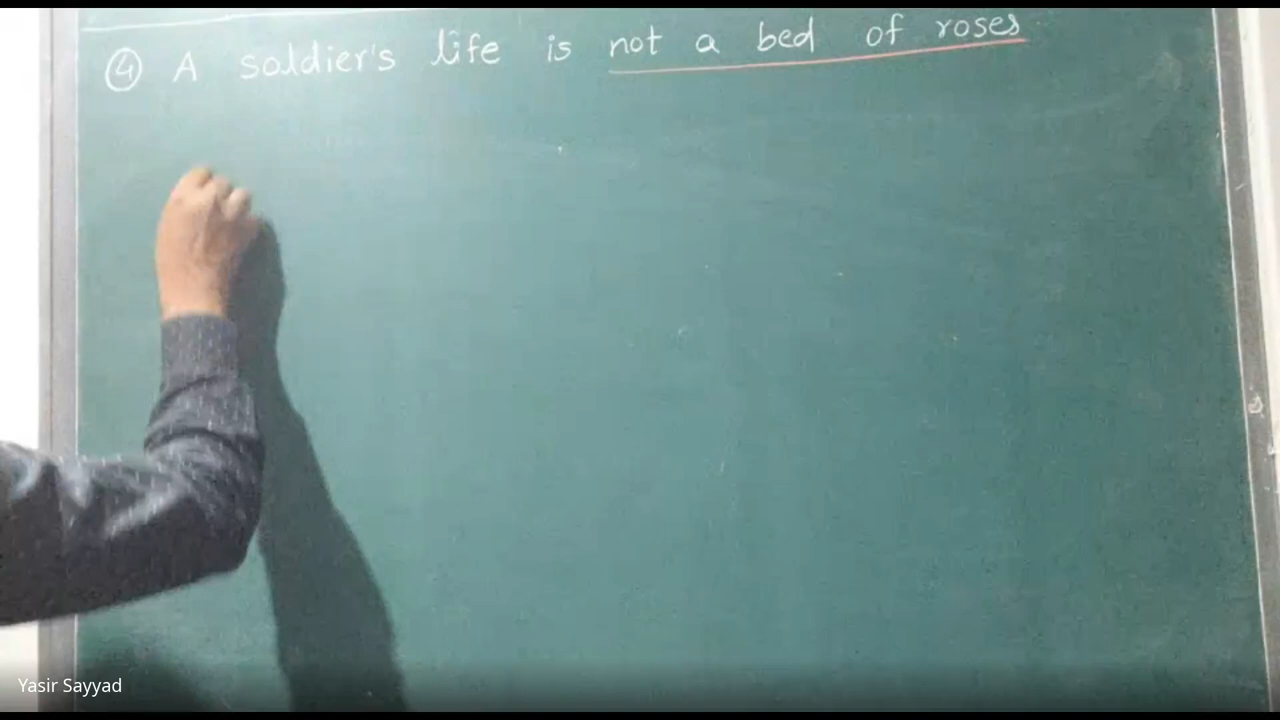 ④ A soldier's life is not a bed of roses
Yasir Sayyad